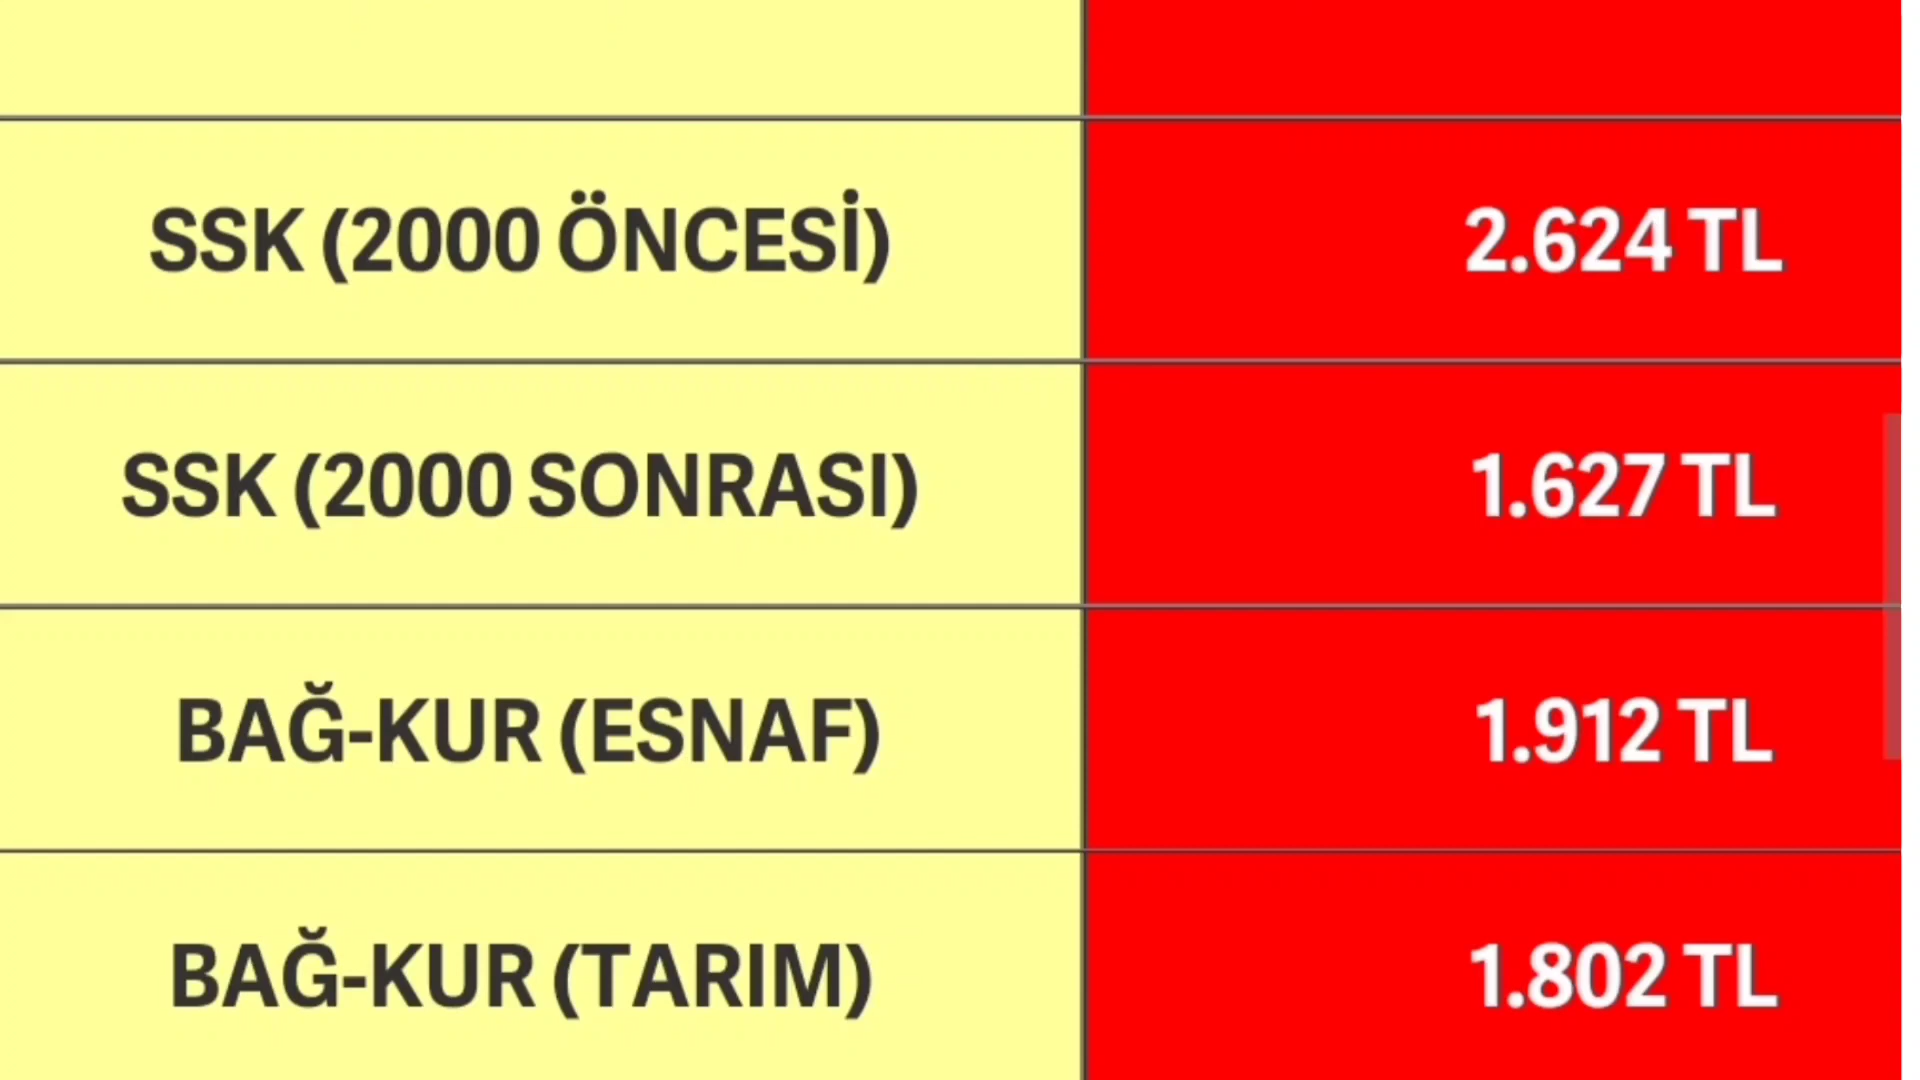 SSK (2000 ÖNCESİ) 2.624 TL
SSK (2000 SONRASI) 1.627 TL
BAĞ-KUR (ESNAF) 1.912 TL
BAĞ-KUR (TARIM) 1.802 TL